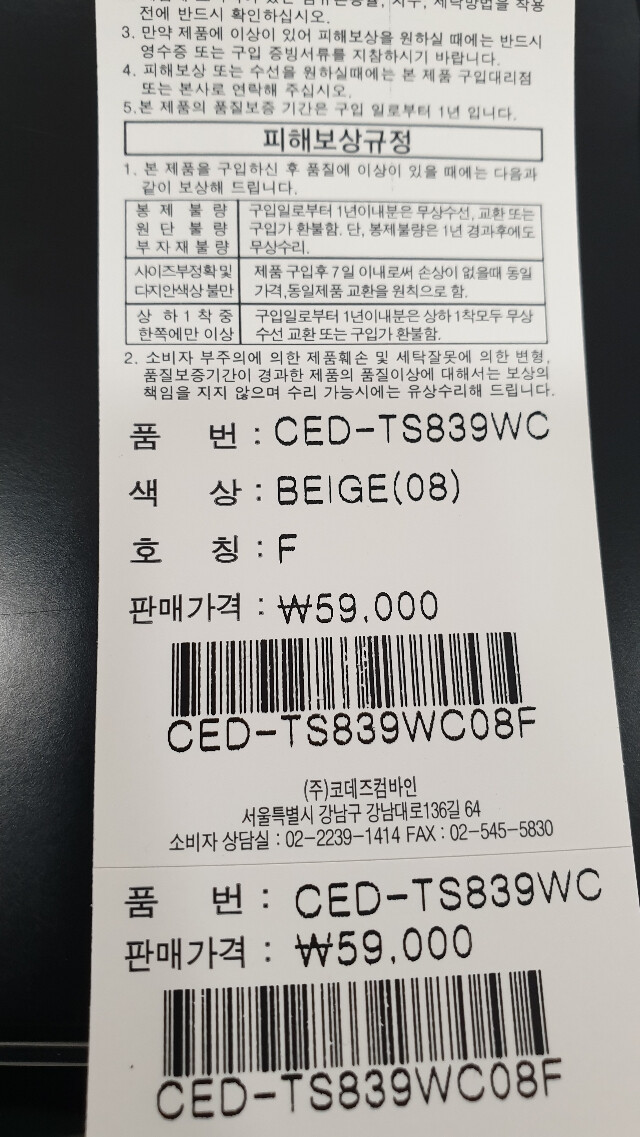 전에 반드시 확인하십시오.
3. 만약 제품에 이상이 있어 피해보상을 원하실 때에는 반드시
영수증 또는 구입 증빙서류를 지참하시기 바랍니다.
4. 피해보상 또는 수선을 원하실때에는 본 제품 구입대리점
또는 본사로 연락해 주십시오.
5.본 제품의 품질보증 기간은 구입 일로부터 1년 입니다.
피해보상규정
1. 본 제품을 구입하신 후 품질에 이상이 있을 때에는 다음과
같이 보상해 드립니다.
봉 제 불 량 구입일로부터 1년이내분은 무상수선, 교환 또는
원 단 불 량 구입가 환불함. 단, 봉제불량은 1년 경과후에도
부 자 재 불 량 무상수리.
사이즈부정확 및 제품 구입후 7일 이내로써 손상이 없을때 동일
다지안색상 불만 가격,동일제품 교환을 원칙으로 함.
상 하 1 착 중 구입일로부터 1년이내분은 상하 1착모두 무상
한쪽에만 이상 수선 교환 또는 구입가 환불함.
2. 소비자 부주의에 의한 제품훼손 및 세탁잘못에 의한 변형,
품질보증기간이 경과한 제품의 품질이상에 대해서는 보상의
책임을 지지 않으며 수리 가능시에는 유상수리해 드립니다.
품 번 : CED-TS839WC
색 상 : BEIGE(08)
호 칭 : F
판매가격 : ₩59,000
CED-TS839WC08F
(주)코데즈컴바인
서울특별시 강남구 강남대로136길 64
소비자 상담실 : 02-2239-1414 FAX : 02-545-5830
품 번 : CED-TS839WC
판매가격 : ₩59,000
CED-TS839WC08F